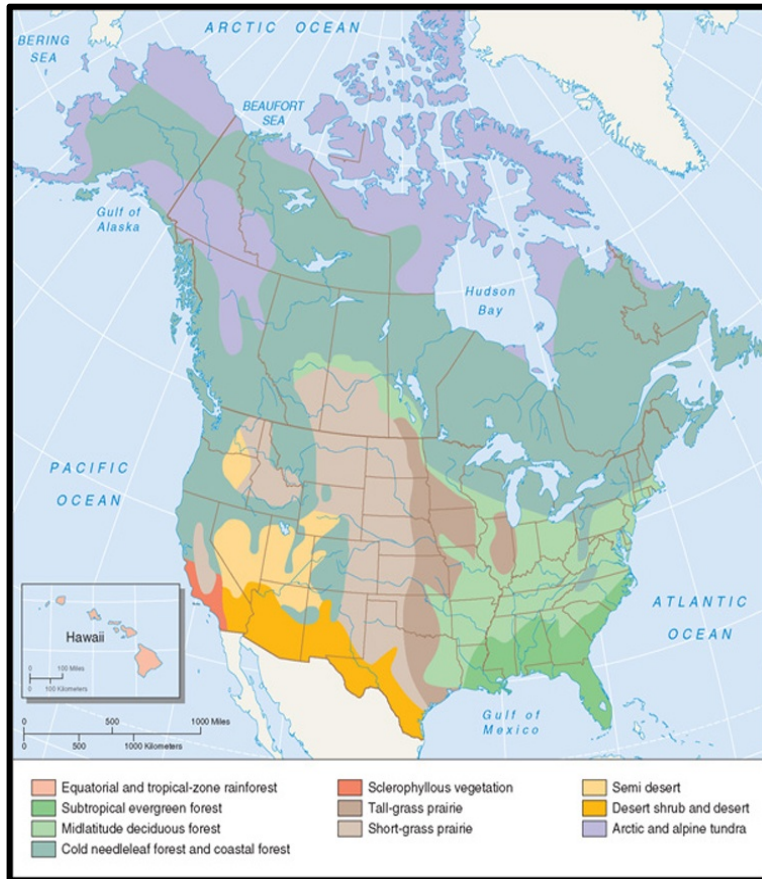 ARCTIC OCEAN
BERING
SEA
BEAUFORT
SEA
Gulf of
Alaska
Hudson
Bay
PACIFIC
OCEAN
ATLANTIC
OCEAN
Hawaii
0 100 Miles
0 100 Kilometers
0 500 1000 Miles
0 500 1000 Kilometers
Gulf of
Mexico
Equatorial and tropical-zone rainforest
Subtropical evergreen forest
Midlatitude deciduous forest
Cold needleleaf forest and coastal forest
Sclerophyllous vegetation
Tall-grass prairie
Short-grass prairie
Semi desert
Desert shrub and desert
Arctic and alpine tundra